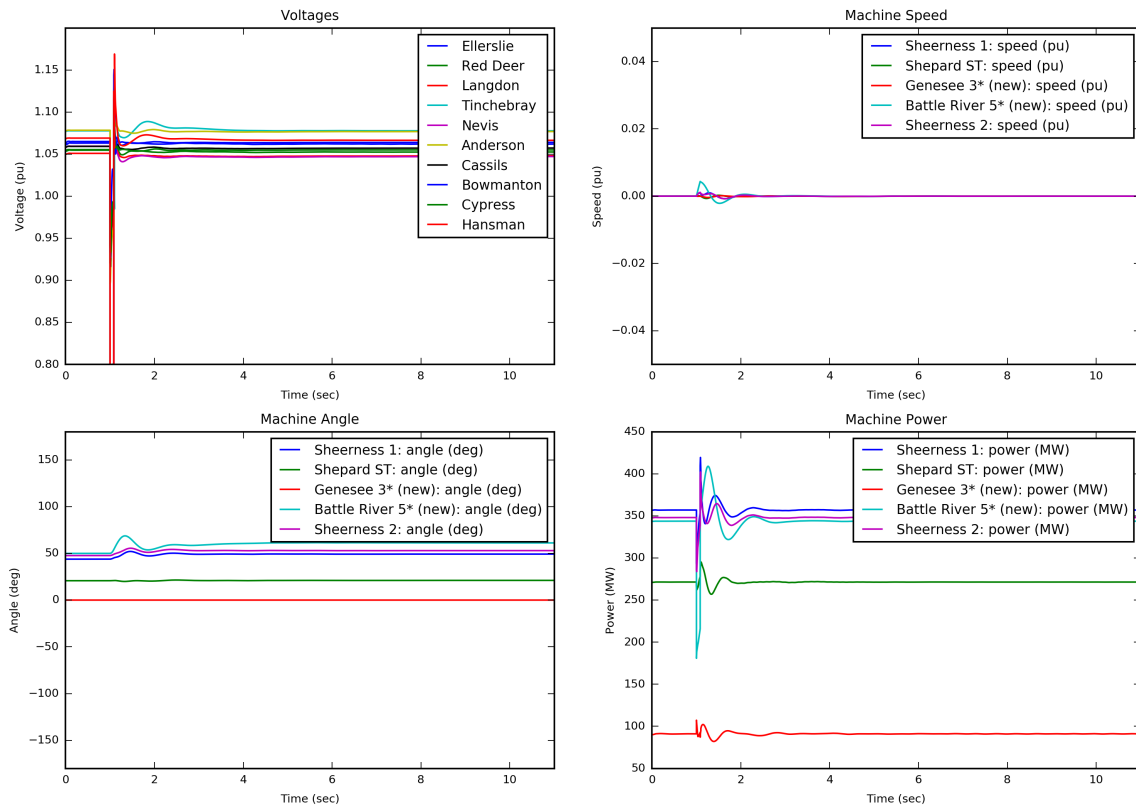 Voltages
1.15
1.10
1.05
1.00
0.95
0.90
0.85
0.80
Voltage (pu)
0
2
4
6
8
10
Time (sec)
Ellerslie
Red Deer
Langdon
Tinchebray
Nevis
Anderson
Cassils
Bowmanton
Cypress
Hansman
Machine Speed
0.04
0.02
0.00
−0.02
−0.04
Speed (pu)
0
2
4
6
8
10
Time (sec)
Sheerness 1: speed (pu)
Shepard ST: speed (pu)
Genesee 3* (new): speed (pu)
Battle River 5* (new): speed (pu)
Sheerness 2: speed (pu)
Machine Angle
150
100
50
0
−50
−100
−150
Angle (deg)
0
2
4
6
8
10
Time (sec)
Sheerness 1: angle (deg)
Shepard ST: angle (deg)
Genesee 3* (new): angle (deg)
Battle River 5* (new): angle (deg)
Sheerness 2: angle (deg)
Machine Power
450
400
350
300
250
200
150
100
50
Power (MW)
0
2
4
6
8
10
Time (sec)
Sheerness 1: power (MW)
Shepard ST: power (MW)
Genesee 3* (new): power (MW)
Battle River 5* (new): power (MW)
Sheerness 2: power (MW)